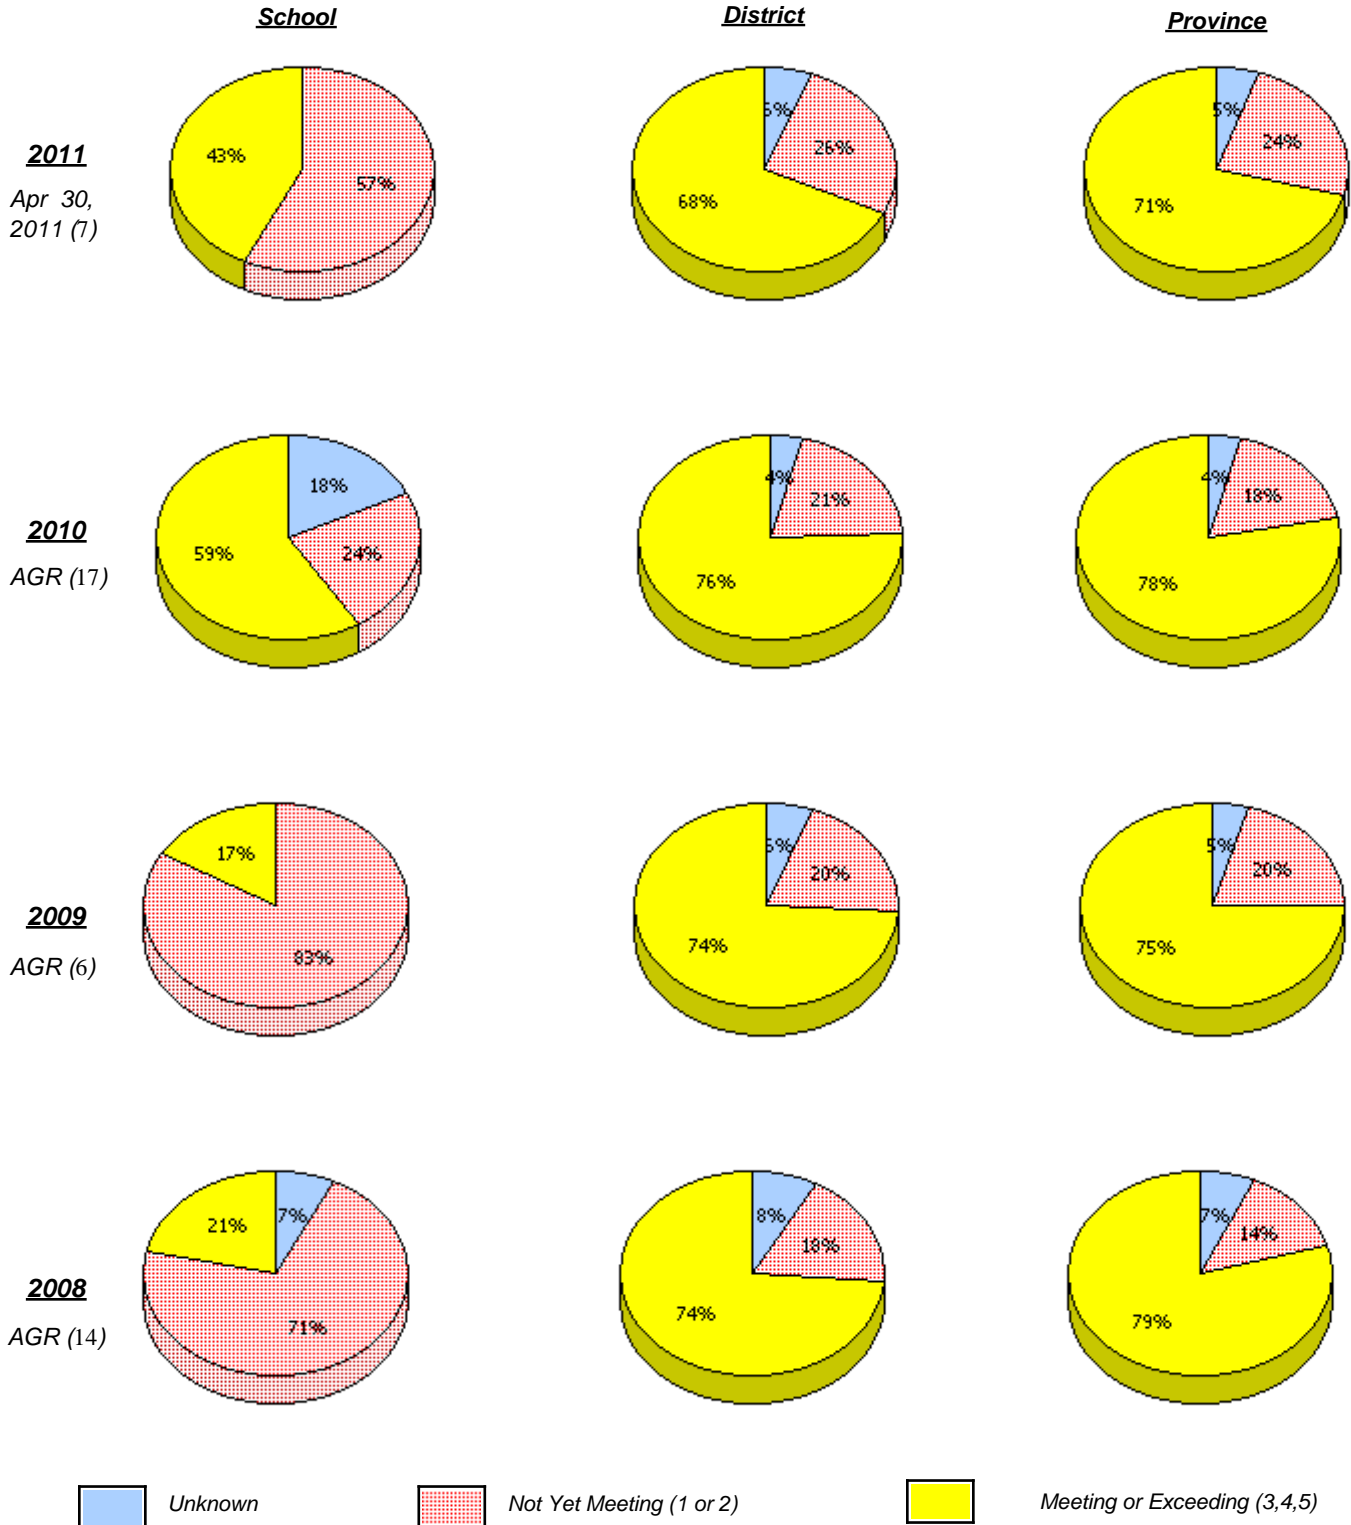 School District Province
2011
Apr 30,
2011 (7)
43% 57%
26% 68%
5% 24% 71%
2010
AGR (17)
18% 24% 59%
4% 21% 76%
4% 18% 78%
2009
AGR (6)
17% 83%
20% 74%
5% 20% 75%
2008
AGR (14)
21% 7% 71%
8% 18% 74%
7% 14% 79%
Unknown Not Yet Meeting (1 or 2) Meeting or Exceeding (3,4,5)